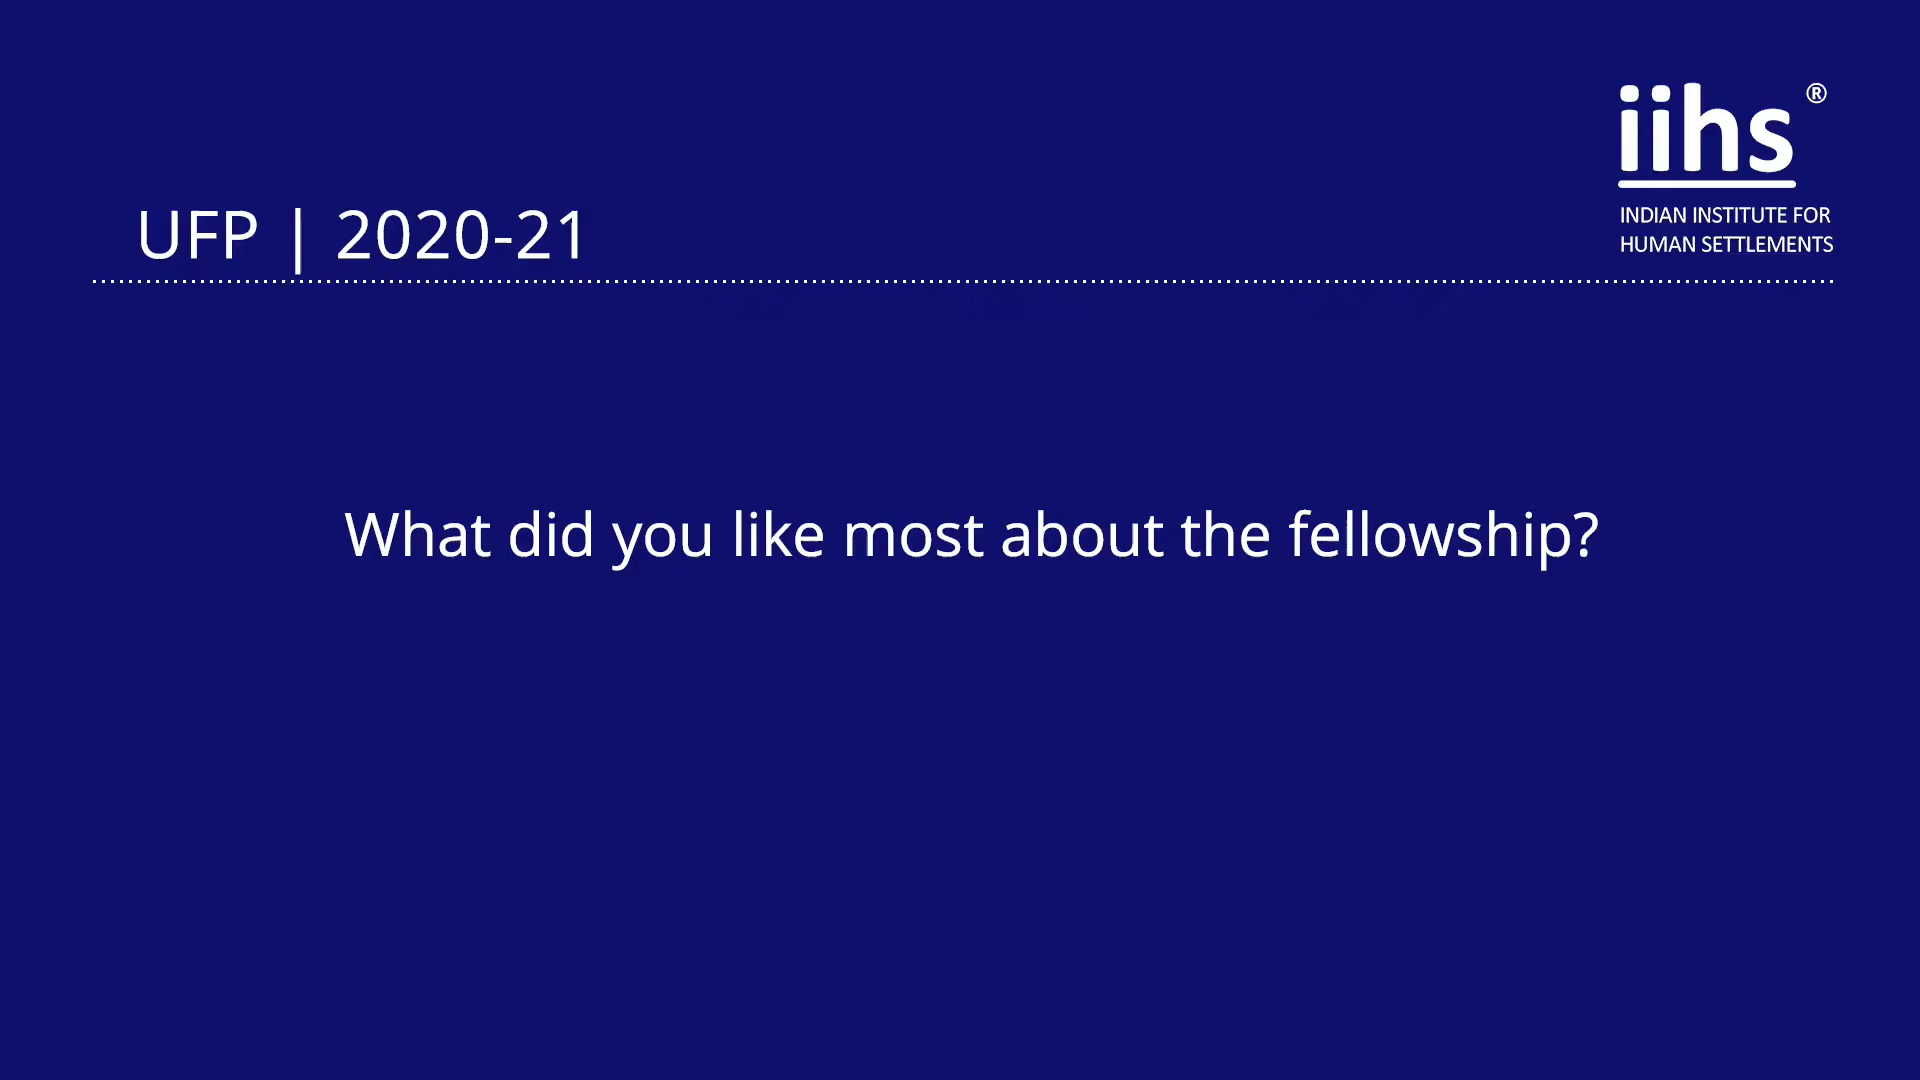 iihs®
INDIAN INSTITUTE FOR
HUMAN SETTLEMENTS
UFP | 2020-21
What did you like most about the fellowship?